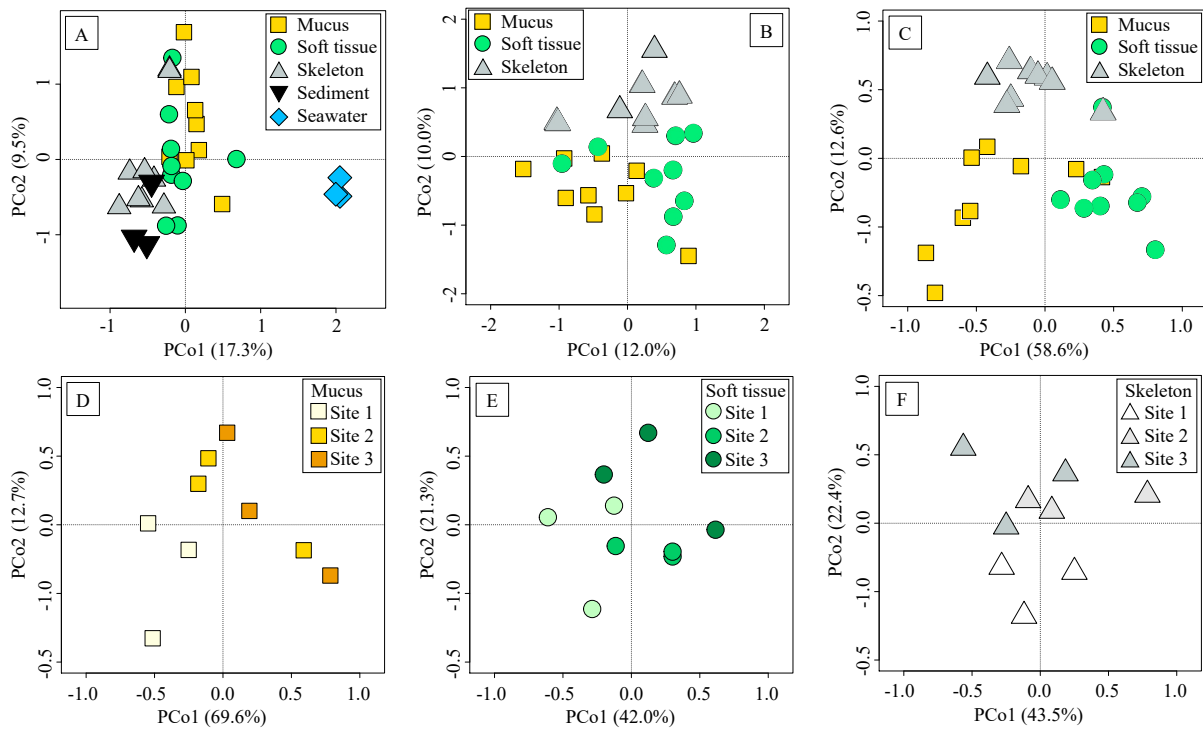 A
Mucus
Soft tissue
Skeleton
Sediment
Seawater
PCo2 (9.5%)
1
0
-1
-1 0 1 2
PCo1 (17.3%)
B
Mucus
Soft tissue
Skeleton
PCo2 (10.0%)
2
1
0
-1
-2
-2 -1 0 1 2
PCo1 (12.0%)
C
Mucus
Soft tissue
Skeleton
PCo2 (12.6%)
1.0
0.5
0.0
-1.0
-0.5
-1.0 -0.5 0.0 0.5 1.0
PCo1 (58.6%)
D
Mucus
Site 1
Site 2
Site 3
PCo2 (12.7%)
1.0
0.5
0.0
-1.0
-0.5
-1.0 -0.5 0.0 0.5 1.0
PCo1 (69.6%)
E
Soft tissue
Site 1
Site 2
Site 3
PCo2 (21.3%)
1.0
0.5
0.0
-1.0
-0.5
-1.0 -0.5 0.0 0.5 1.0
PCo1 (42.0%)
F
Skeleton
Site 1
Site 2
Site 3
PCo2 (22.4%)
1.0
0.5
0.0
-1.0
0.5
-1.0 -0.5 0.0 0.5 1.0
PCo1 (43.5%)